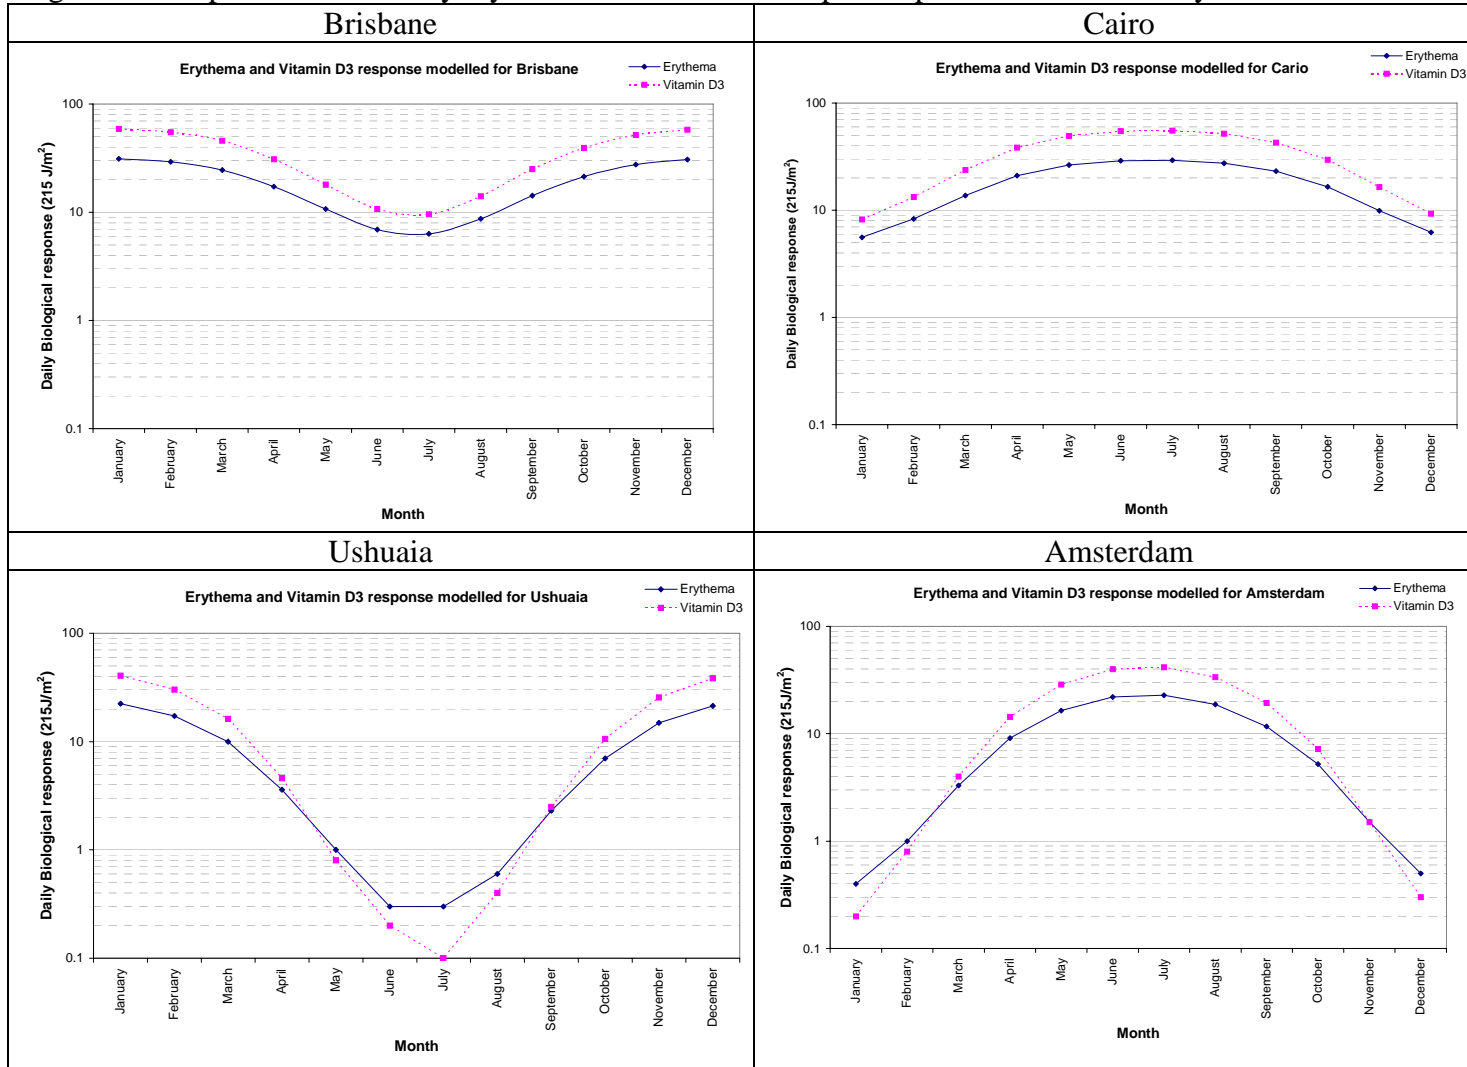 Brisbane
Cairo
Erythema and Vitamin D3 response modelled for Brisbane
Erythema
Vitamin D3
Daily Biological response (215 J/m²)
100
10
1
0.1
January
February
March
April
May
June
July
August
September
October
November
December
Month
Erythema and Vitamin D3 response modelled for Cario
Erythema
Vitamin D3
Daily Biological response (215J/m²)
100
10
1
0.1
January
February
March
April
May
June
July
August
September
October
November
December
Month
Ushuaia
Amsterdam
Erythema and Vitamin D3 response modelled for Ushuaia
Erythema
Vitamin D3
Daily Biological response (215J/m²)
100
10
1
0.1
January
February
March
April
May
June
July
August
September
October
November
December
Month
Erythema and Vitamin D3 response modelled for Amsterdam
Erythema
Vitamin D3
Daily Biological response (215J/m²)
100
10
1
0.1
January
February
March
April
May
June
July
August
September
October
November
December
Month